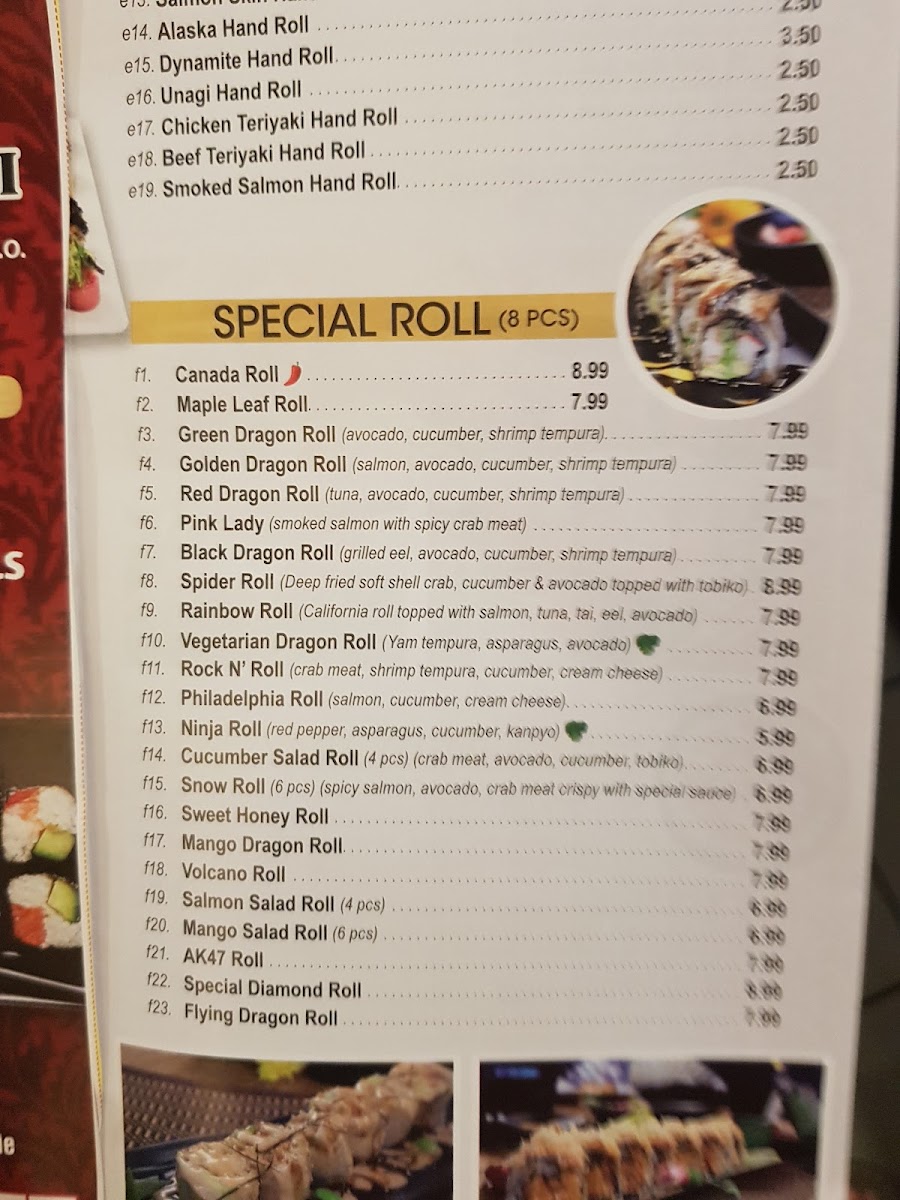 e13. Salmon Skin
e14. Alaska Hand Roll 2.50
e15. Dynamite Hand Roll 3.50
e16. Unagi Hand Roll 2.50
e17. Chicken Teriyaki Hand Roll 2.50
e18. Beef Teriyaki Hand Roll 2.50
e19. Smoked Salmon Hand Roll 2.50
SPECIAL ROLL (8 PCS)
f1. Canada Roll 8.99
f2. Maple Leaf Roll 7.99
f3. Green Dragon Roll (avocado, cucumber, shrimp tempura) 7.99
f4. Golden Dragon Roll (salmon, avocado, cucumber, shrimp tempura) 7.99
f5. Red Dragon Roll (tuna, avocado, cucumber, shrimp tempura) 7.99
f6. Pink Lady (smoked salmon with spicy crab meat) 7.99
f7. Black Dragon Roll (grilled eel, avocado, cucumber, shrimp tempura) 7.99
f8. Spider Roll (Deep fried soft shell crab, cucumber & avocado topped with tobiko) 8.99
f9. Rainbow Roll (California roll topped with salmon, tuna, tai, eel, avocado) 7.99
f10. Vegetarian Dragon Roll (Yam tempura, asparagus, avocado) 7.99
f11. Rock N' Roll (crab meat, shrimp tempura, cucumber, cream cheese) 7.99
f12. Philadelphia Roll (salmon, cucumber, cream cheese) 6.99
f13. Ninja Roll (red pepper, asparagus, cucumber, kanpyo) 5.99
f14. Cucumber Salad Roll (4 pcs) (crab meat, avocado, cucumber, tobiko) 6.99
f15. Snow Roll (6 pcs) (spicy salmon, avocado, crab meat crispy with special sauce) 6.99
f16. Sweet Honey Roll 7.99
f17. Mango Dragon Roll 7.99
f18. Volcano Roll 7.99
f19. Salmon Salad Roll (4 pcs) 6.99
f20. Mango Salad Roll (6 pcs) 6.99
f21. AK47 Roll 7.99
f22. Special Diamond Roll 8.99
f23. Flying Dragon Roll 7.99